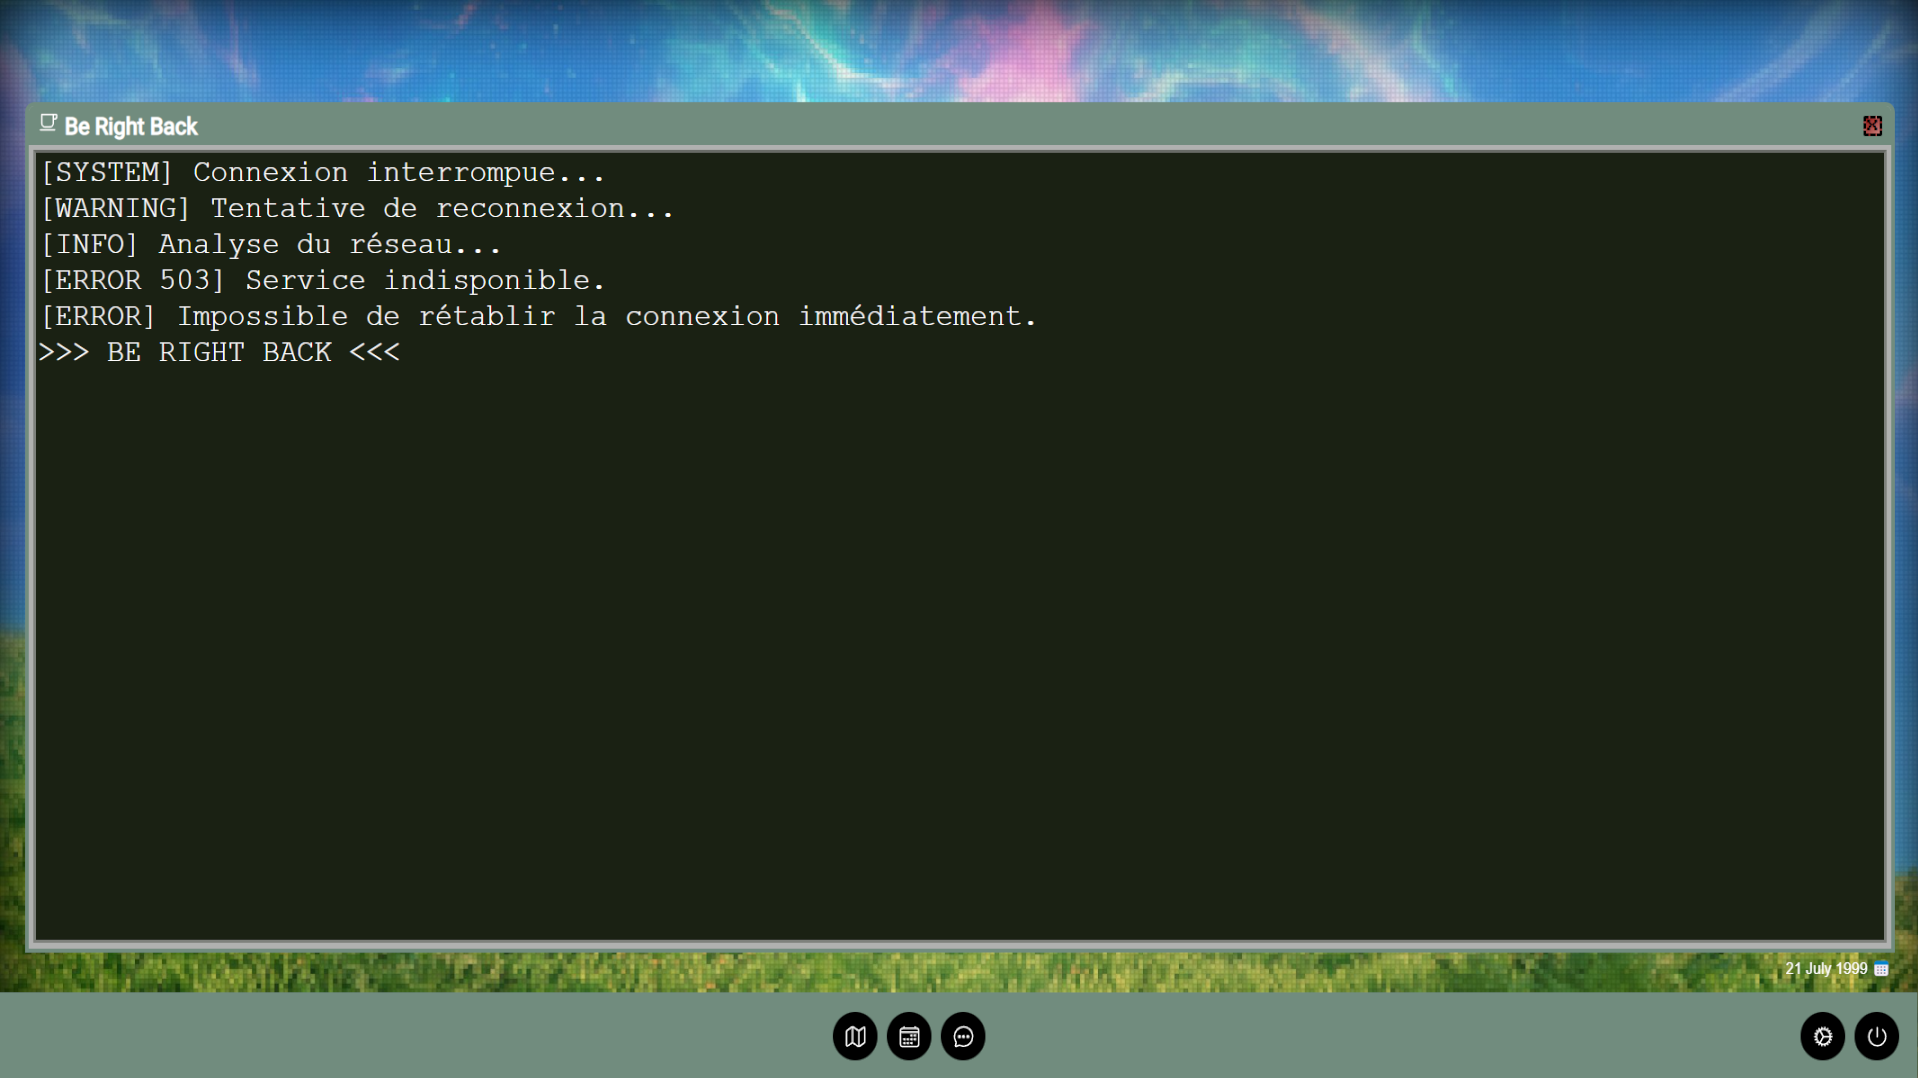 Be Right Back
[SYSTEM] Connexion interrompue...
[WARNING] Tentative de reconnexion...
[INFO] Analyse du réseau...
[ERROR 503] Service indisponible.
[ERROR] Impossible de rétablir la connexion immédiatement.
>>> BE RIGHT BACK <<<
21 July 1999